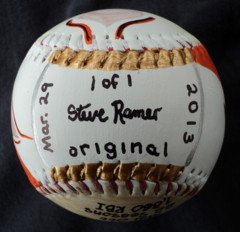 1 of 1
Steve Ramer
original
Mar. 29
2013